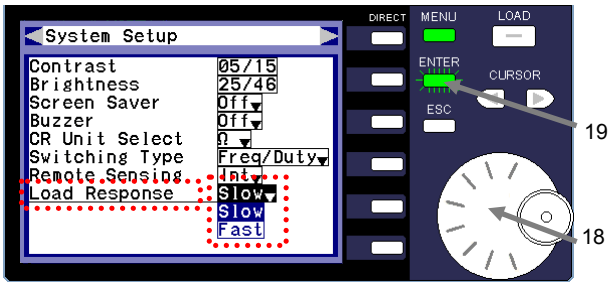 System Setup
Contrast 05/15
Brightness 25/46
Screen Saver Off
Buzzer Off
CR Unit Select Ω
Switching Type Freq/Duty
Remote Sensing Int
Load Response Slow
Slow
Fast
DIRECT
MENU
LOAD
ENTER
CURSOR
ESC
19
18